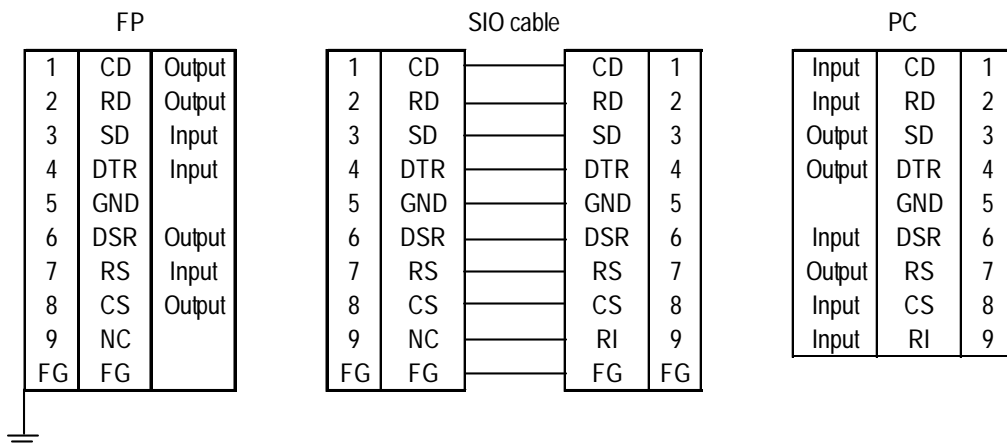 FP SIO cable PC
1 CD Output 1 CD CD 1 Input CD 1
2 RD Output 2 RD RD 2 Input RD 2
3 SD Input 3 SD SD 3 Output SD 3
4 DTR Input 4 DTR DTR 4 Output DTR 4
5 GND 5 GND GND 5 GND 5
6 DSR Output 6 DSR DSR 6 Input DSR 6
7 RS Input 7 RS RS 7 Output RS 7
8 CS Output 8 CS CS 8 Input CS 8
9 NC 9 NC RI 9 Input RI 9
FG FG FG FG FG FG